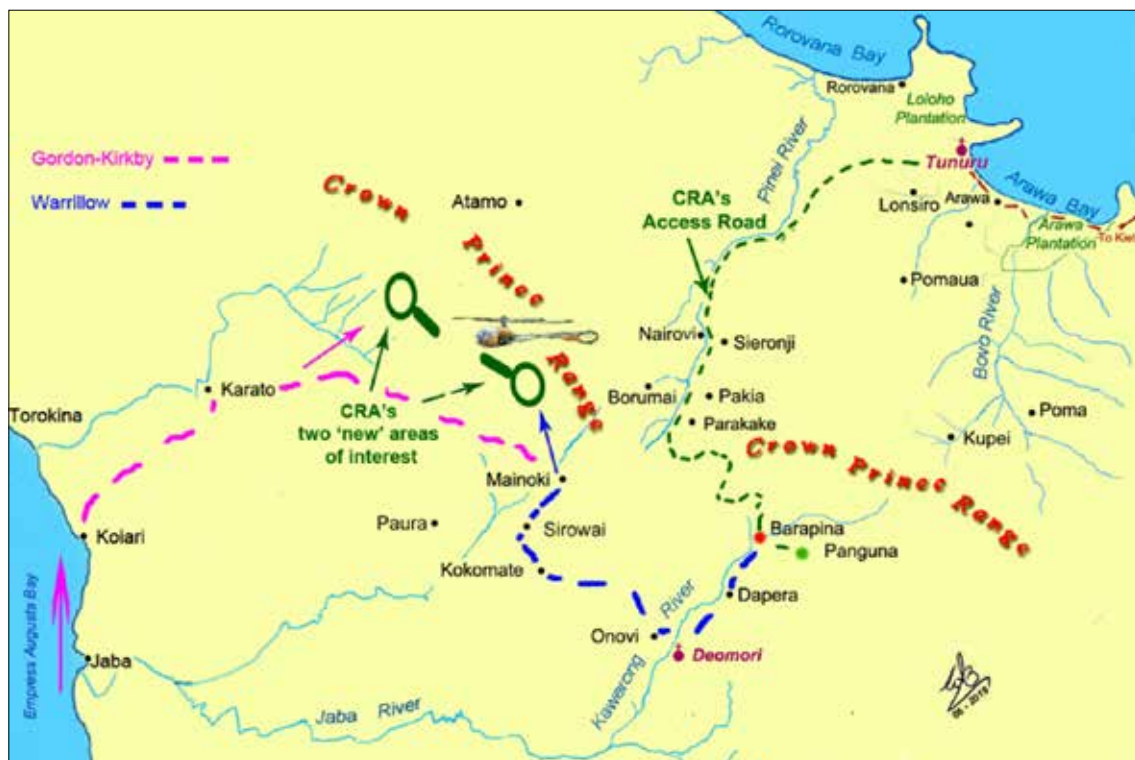 Rorovana Bay
Rorovana
Loloho
Plantation
Gordon-Kirkby
Warrillow
Crown
Prince
Range
Atamo
CRA's
Access Road
Pinei River
Tunuru
Lonsiro
Arawa
Arawa Bay
Arawa
Plantation
Pomaua
Bovo River
Nairovi
Sieronji
Karato
Torokina
CRA's
two 'new' areas
of interest
Borumai
Pakia
Parakake
Poma
Kupei
Crown Prince Range
Mainoki
Paura
Sirowai
Koiari
Barapina
Panguna
Kokomate
Dapera
Empress Augusta Bay
Onovi
Deomori
Kawerong River
Jaba
Jaba River